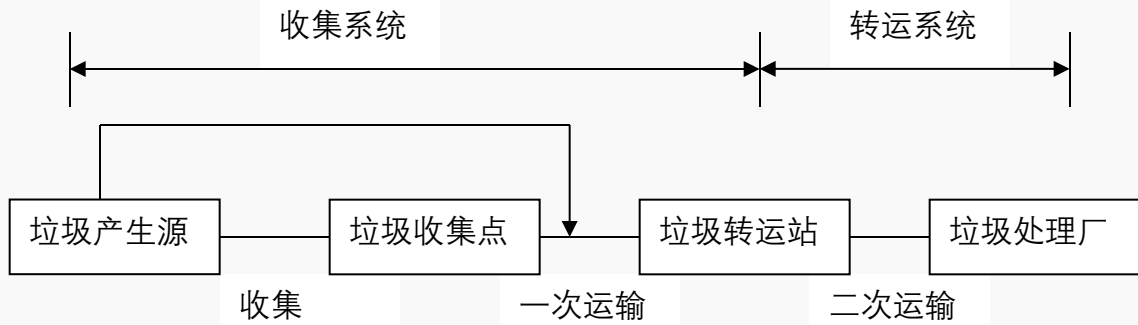 收集系统
转运系统
垃圾产生源
垃圾收集点
垃圾转运站
垃圾处理厂
收集
一次运输
二次运输